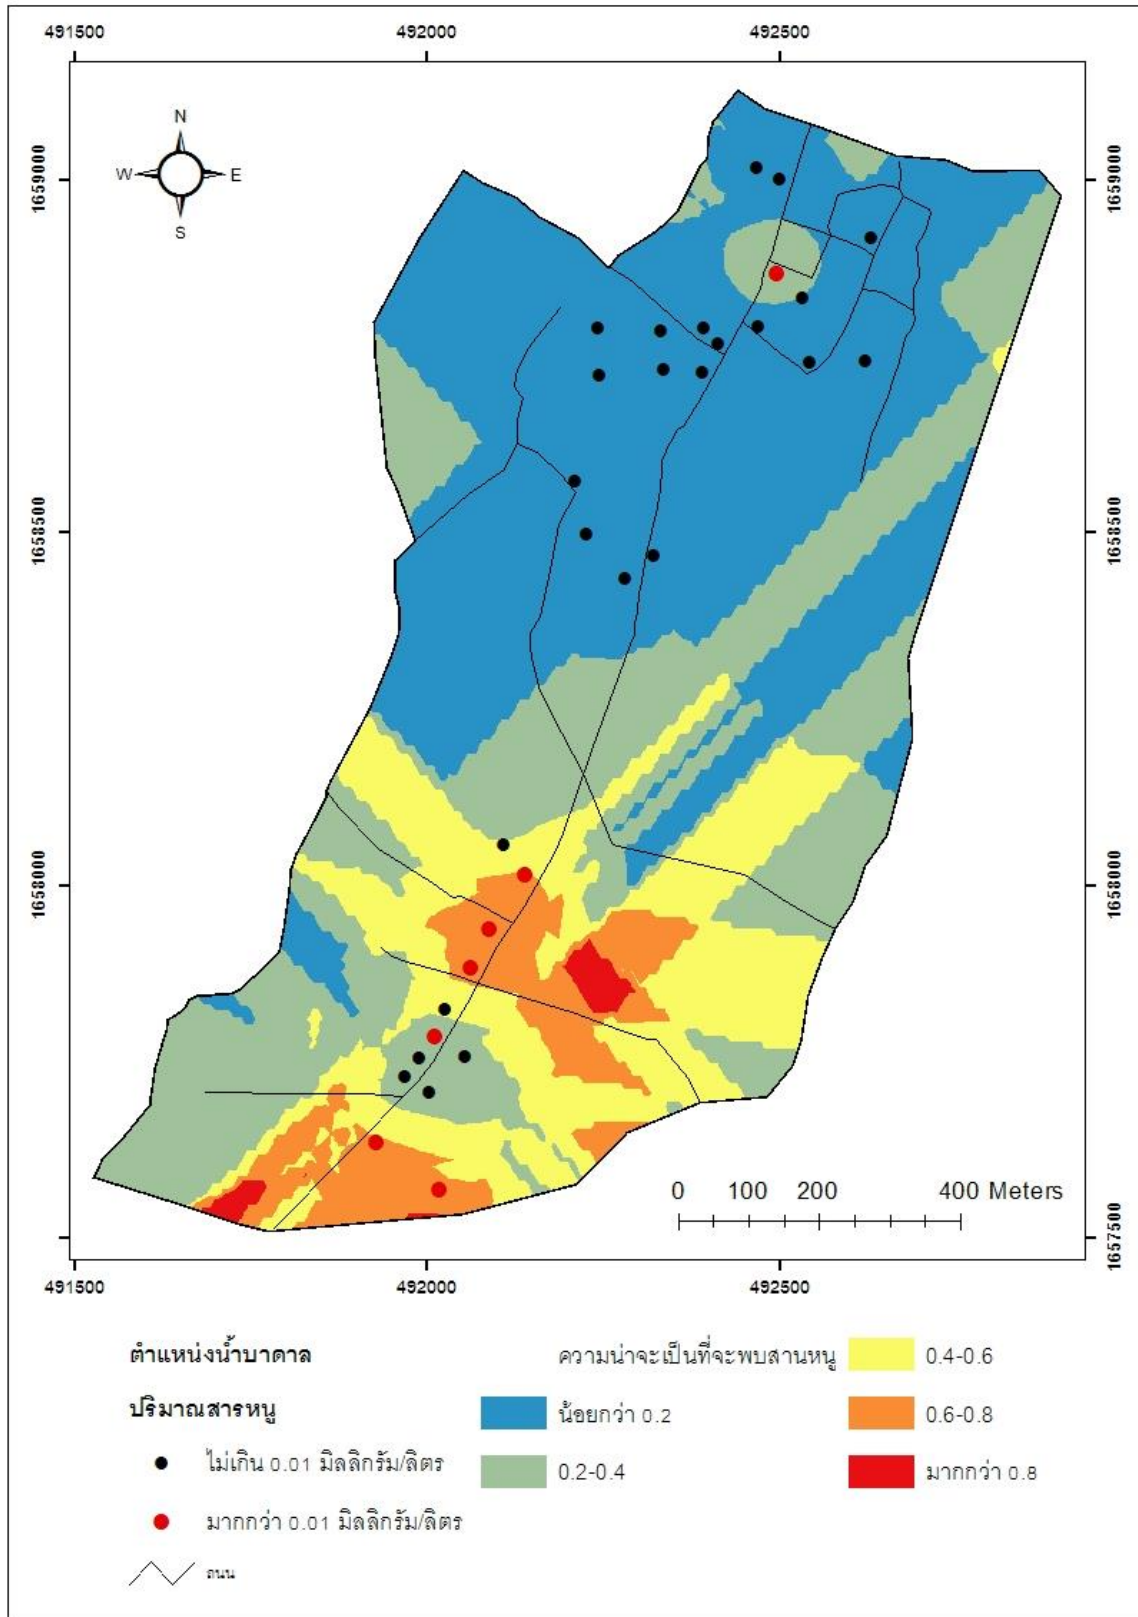 491500 492000 492500
N
W E
S
1659000 1659000
1658500 1658500
1658000 1658000
1657500
0 100 200 400 Meters
491500 492000 492500
ตำแหน่งน้ำบาดาล
ความน่าจะเป็นที่จะพบสานหนู
0.4-0.6
ปริมาณสารหนู
น้อยกว่า 0.2
0.6-0.8
ไม่เกิน 0.01 มิลลิกรัม/ลิตร
0.2-0.4
มากกว่า 0.8
มากกว่า 0.01 มิลลิกรัม/ลิตร
ถนน